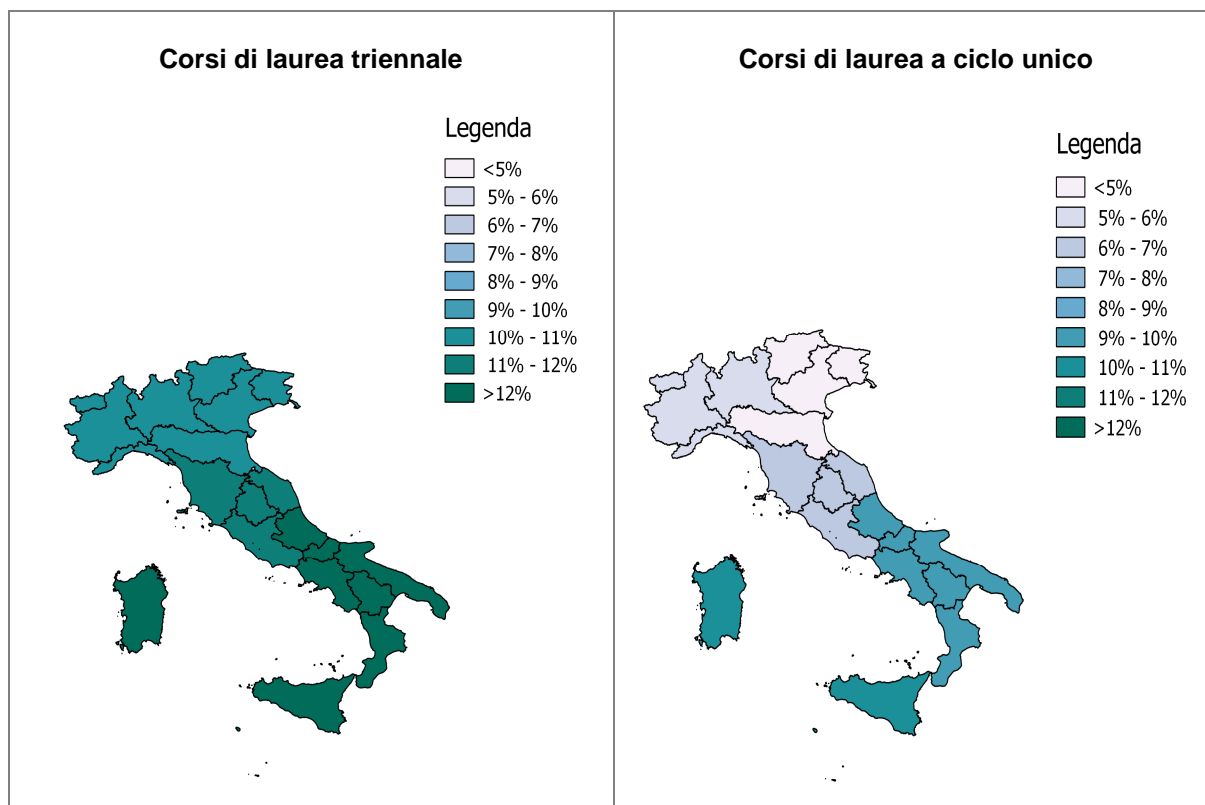 Corsi di laurea triennale
Legenda
<5%
5% - 6%
6% - 7%
7% - 8%
8% - 9%
9% - 10%
10% - 11%
11% - 12%
>12%
Corsi di laurea a ciclo unico
Legenda
<5%
5% - 6%
6% - 7%
7% - 8%
8% - 9%
9% - 10%
10% - 11%
11% - 12%
>12%